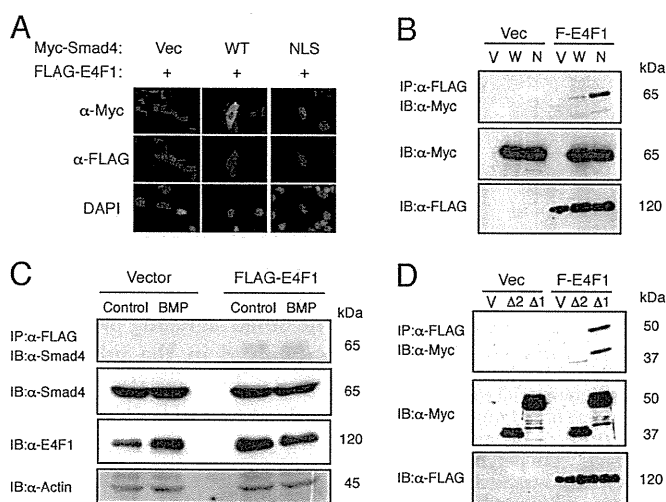 A
Myc-Smad4: Vec WT NLS
FLAG-E4F1: + + +
α-Myc
α-FLAG
DAPI
B
Vec F-E4F1
V W N V W N kDa
IP:α-FLAG
IB:α-Myc
65
IB:α-Myc 65
IB:α-FLAG 120
C
Vector FLAG-E4F1
Control BMP Control BMP kDa
IP:α-FLAG
IB:α-Smad4
65
IB:α-Smad4 65
IB:α-E4F1 120
IB:α-Actin 45
D
Vec F-E4F1
V Δ2 Δ1 V Δ2 Δ1 kDa
IP:α-FLAG 50
IB:α-Myc 37
50
IB:α-Myc
37
IB:α-FLAG 120